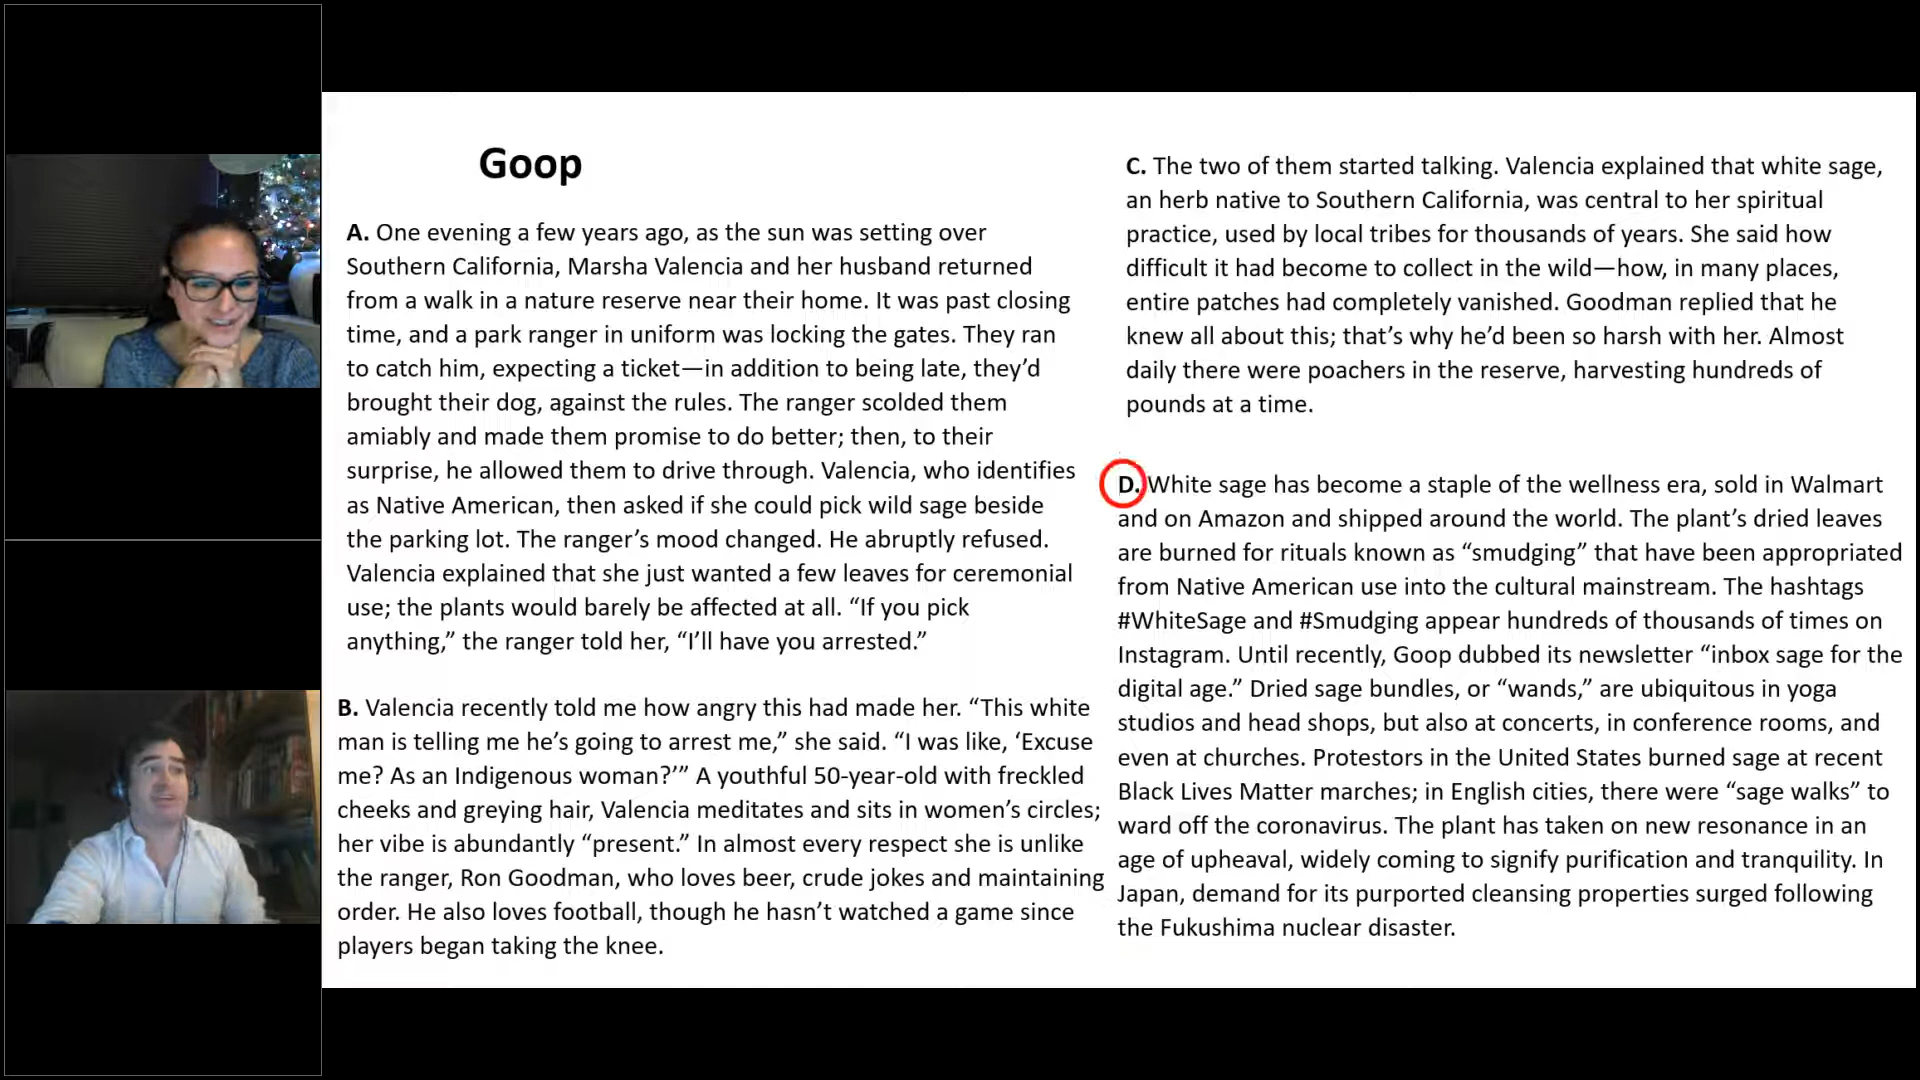 Goop
A. One evening a few years ago, as the sun was setting over
Southern California, Marsha Valencia and her husband returned
from a walk in a nature reserve near their home. It was past closing
time, and a park ranger in uniform was locking the gates. They ran
to catch him, expecting a ticket—in addition to being late, they’d
brought their dog, against the rules. The ranger scolded them
amiably and made them promise to do better; then, to their
surprise, he allowed them to drive through. Valencia, who identifies
as Native American, then asked if she could pick wild sage beside
the parking lot. The ranger’s mood changed. He abruptly refused.
Valencia explained that she just wanted a few leaves for ceremonial
use; the plants would barely be affected at all. “If you pick
anything,” the ranger told her, “I’ll have you arrested.”
B. Valencia recently told me how angry this had made her. “This white
man is telling me he’s going to arrest me,” she said. “I was like, ‘Excuse
me? As an Indigenous woman?’” A youthful 50-year-old with freckled
cheeks and greying hair, Valencia meditates and sits in women’s circles;
her vibe is abundantly “present.” In almost every respect she is unlike
the ranger, Ron Goodman, who loves beer, crude jokes and maintaining
order. He also loves football, though he hasn’t watched a game since
players began taking the knee.
C. The two of them started talking. Valencia explained that white sage,
an herb native to Southern California, was central to her spiritual
practice, used by local tribes for thousands of years. She said how
difficult it had become to collect in the wild—how, in many places,
entire patches had completely vanished. Goodman replied that he
knew all about this; that’s why he’d been so harsh with her. Almost
daily there were poachers in the reserve, harvesting hundreds of
pounds at a time.
D. White sage has become a staple of the wellness era, sold in Walmart
and on Amazon and shipped around the world. The plant’s dried leaves
are burned for rituals known as “smudging” that have been appropriated
from Native American use into the cultural mainstream. The hashtags
#WhiteSage and #Smudging appear hundreds of thousands of times on
Instagram. Until recently, Goop dubbed its newsletter “inbox sage for the
digital age.” Dried sage bundles, or “wands,” are ubiquitous in yoga
studios and head shops, but also at concerts, in conference rooms, and
even at churches. Protestors in the United States burned sage at recent
Black Lives Matter marches; in English cities, there were “sage walks” to
ward off the coronavirus. The plant has taken on new resonance in an
age of upheaval, widely coming to signify purification and tranquility. In
Japan, demand for its purported cleansing properties surged following
the Fukushima nuclear disaster.